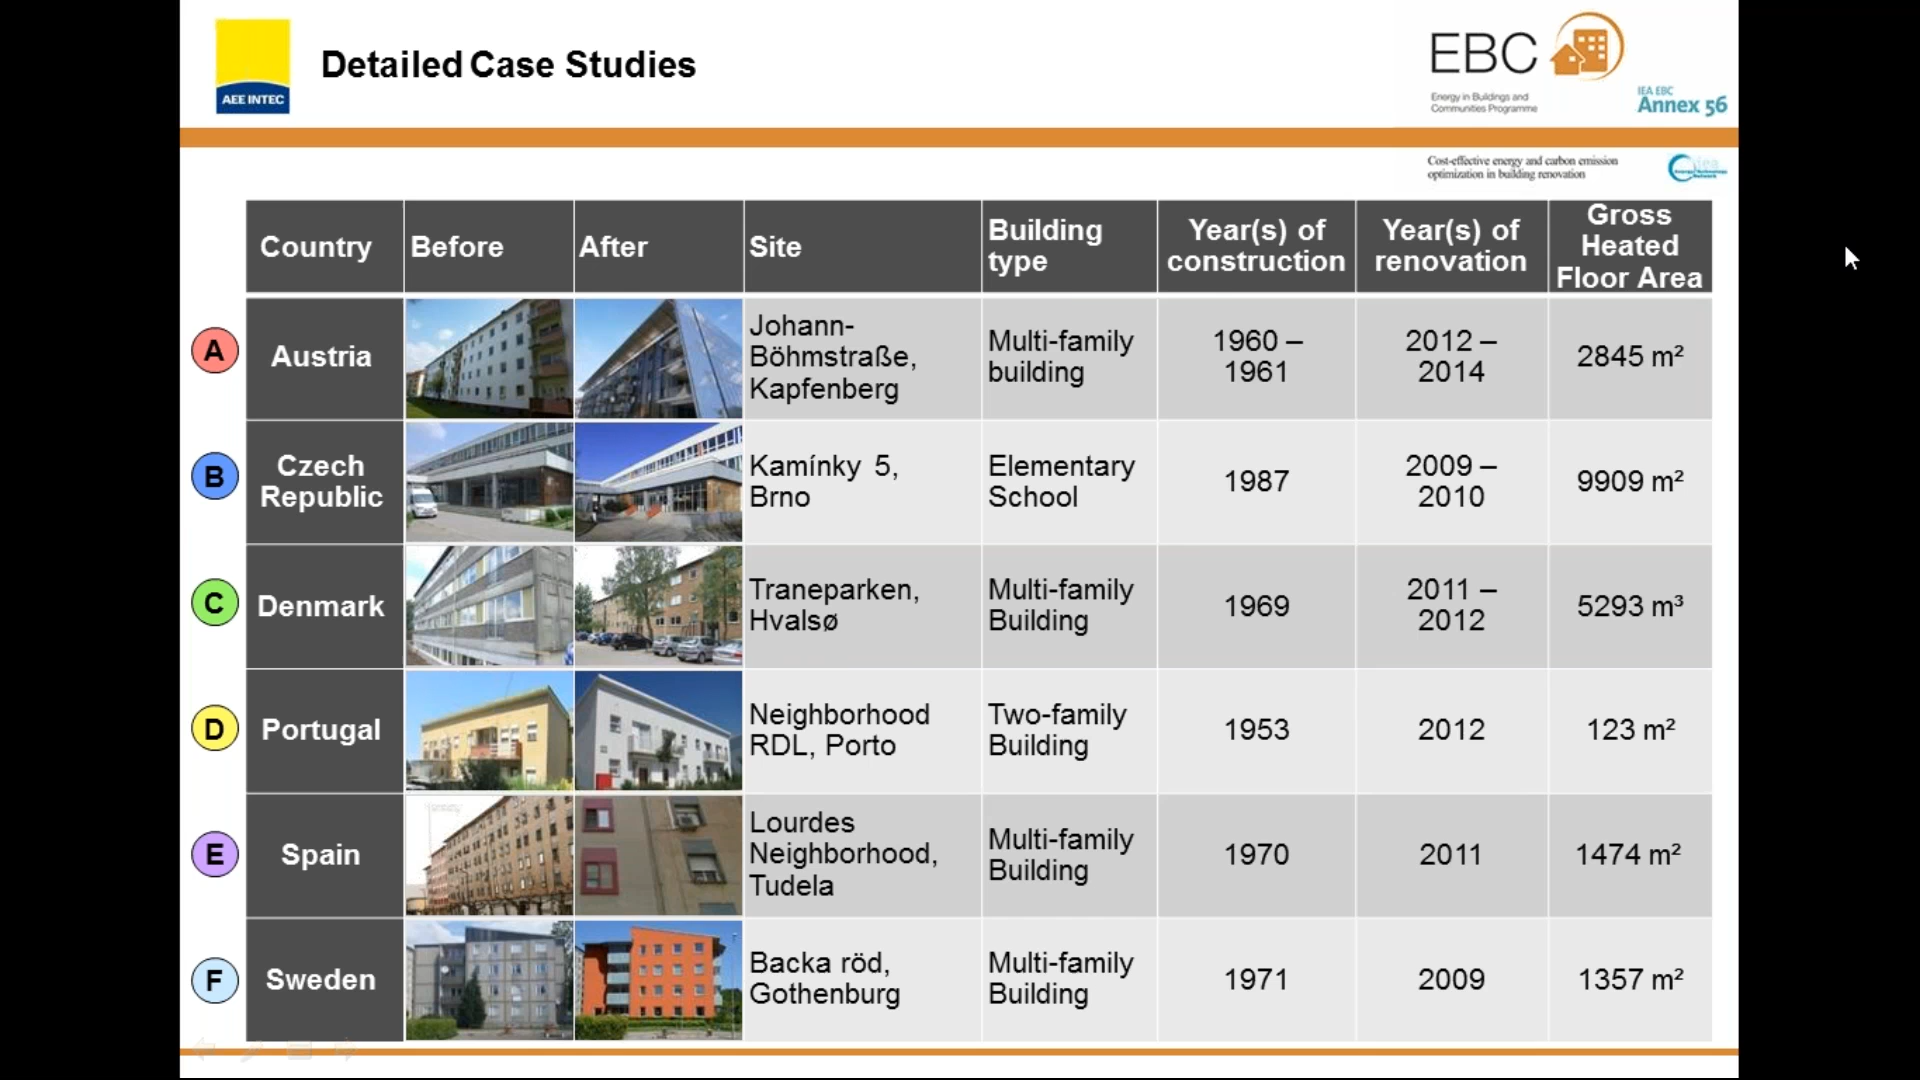 AEE INTEC
Detailed Case Studies
EBC
Energy in Buildings and
Communities Programme
IEA EBC
Annex 56
Cost-effective energy and carbon emission
optimization in building renovation
Country
Before
After
Site
Building
type
Year(s) of
construction
Year(s) of
renovation
Gross
Heated
Floor Area
A
Austria
Johann-
Böhmstraße,
Kapfenberg
Multi-family
building
1960 –
1961
2012 –
2014
2845 m²
B
Czech
Republic
Kamínky 5,
Brno
Elementary
School
1987
2009 –
2010
9909 m²
C
Denmark
Traneparken,
Hvalsø
Multi-family
Building
1969
2011 –
2012
5293 m³
D
Portugal
Neighborhood
RDL, Porto
Two-family
Building
1953
2012
123 m²
E
Spain
Lourdes
Neighborhood,
Tudela
Multi-family
Building
1970
2011
1474 m²
F
Sweden
Backa röd,
Gothenburg
Multi-family
Building
1971
2009
1357 m²